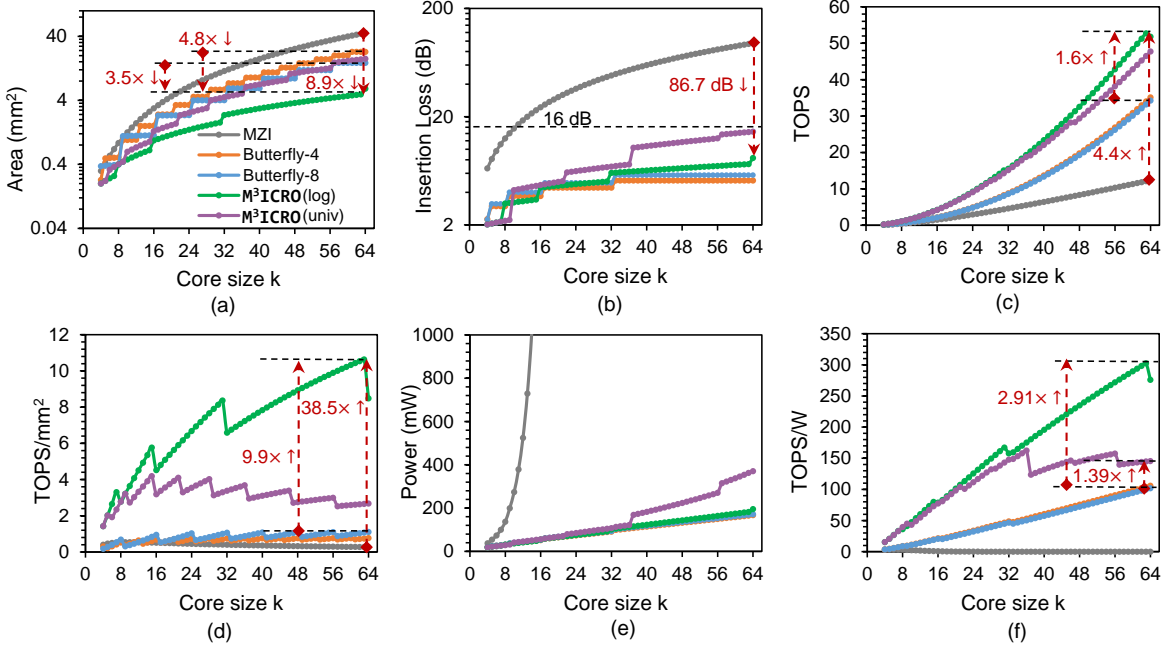 40
4
0.4
0.04
Area (mm²)
4.8× ↓
3.5× ↓
8.9× ↓
MZI
Butterfly-4
Butterfly-8
M³ICRO(log)
M³ICRO(univ)
0 8 16 24 32 40 48 56 64
Core size k
(a)
200
20
2
Insertion Loss (dB)
86.7 dB ↓
16 dB
0 8 16 24 32 40 48 56 64
Core size k
(b)
60
50
40
30
20
10
0
TOPS
1.6× ↑
4.4× ↑
0 8 16 24 32 40 48 56 64
Core size k
(c)
12
10
8
6
4
2
0
TOPS/mm²
38.5× ↑
9.9× ↑
0 8 16 24 32 40 48 56 64
Core size k
(d)
1000
800
600
400
200
0
Power (mW)
0 8 16 24 32 40 48 56 64
Core size k
(e)
350
300
250
200
150
100
50
0
TOPS/W
2.91× ↑
1.39× ↑
0 8 16 24 32 40 48 56 64
Core size k
(f)